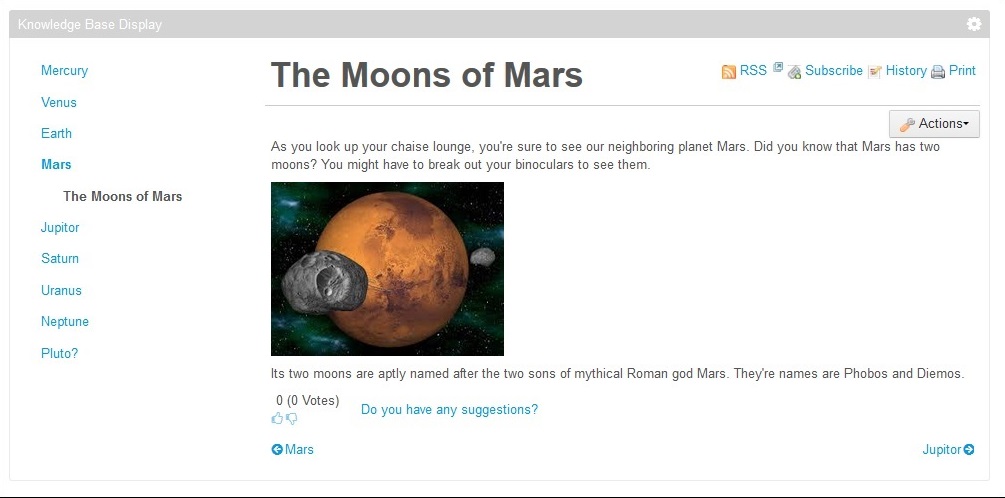 Knowledge Base Display
Mercury
Venus
Earth
Mars
The Moons of Mars
Jupitor
Saturn
Uranus
Neptune
Pluto?
The Moons of Mars
RSS Subscribe History Print
Actions
As you look up your chaise lounge, you're sure to see our neighboring planet Mars. Did you know that Mars has two
moons? You might have to break out your binoculars to see them.
Its two moons are aptly named after the two sons of mythical Roman god Mars. They're names are Phobos and Diemos.
0 (0 Votes)
Do you have any suggestions?
Mars
Jupitor